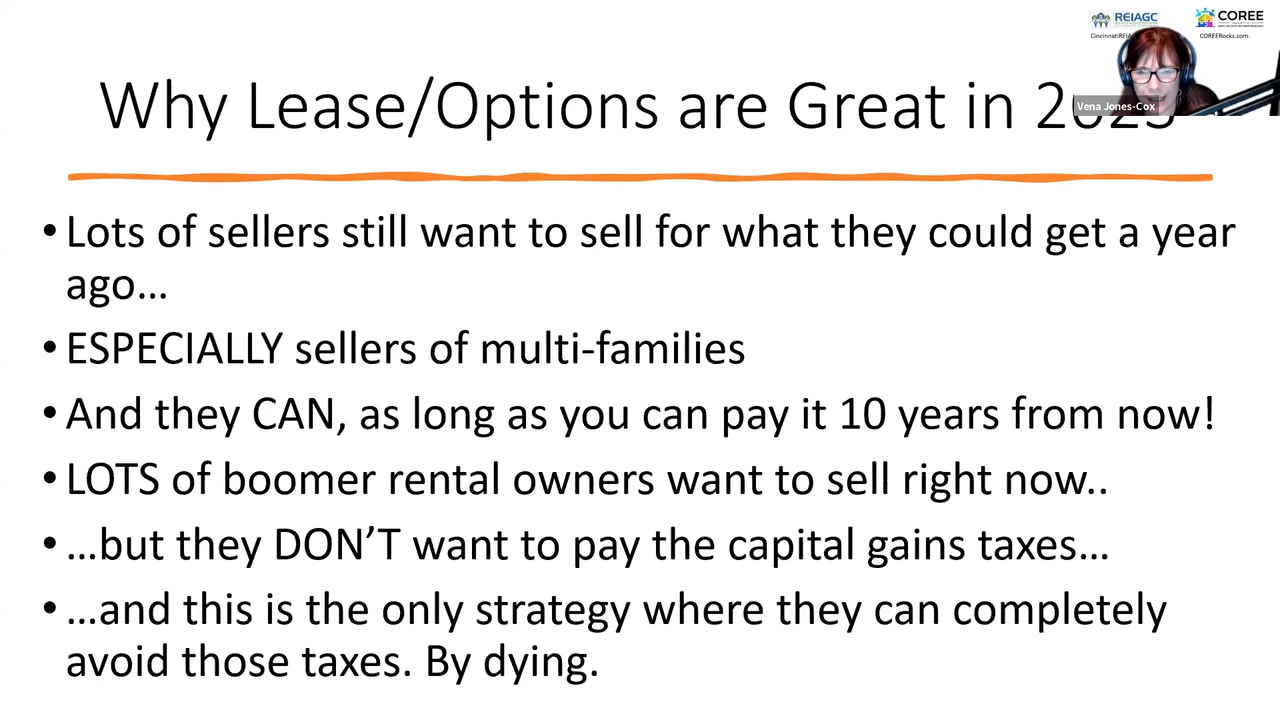 REIAGC
COREE
COREERocks.com
Vena Jones-Cox
Why Lease/Options are Great in
• Lots of sellers still want to sell for what they could get a year
ago…
• ESPECIALLY sellers of multi-families
• And they CAN, as long as you can pay it 10 years from now!
• LOTS of boomer rental owners want to sell right now..
• …but they DON’T want to pay the capital gains taxes…
• …and this is the only strategy where they can completely
avoid those taxes. By dying.